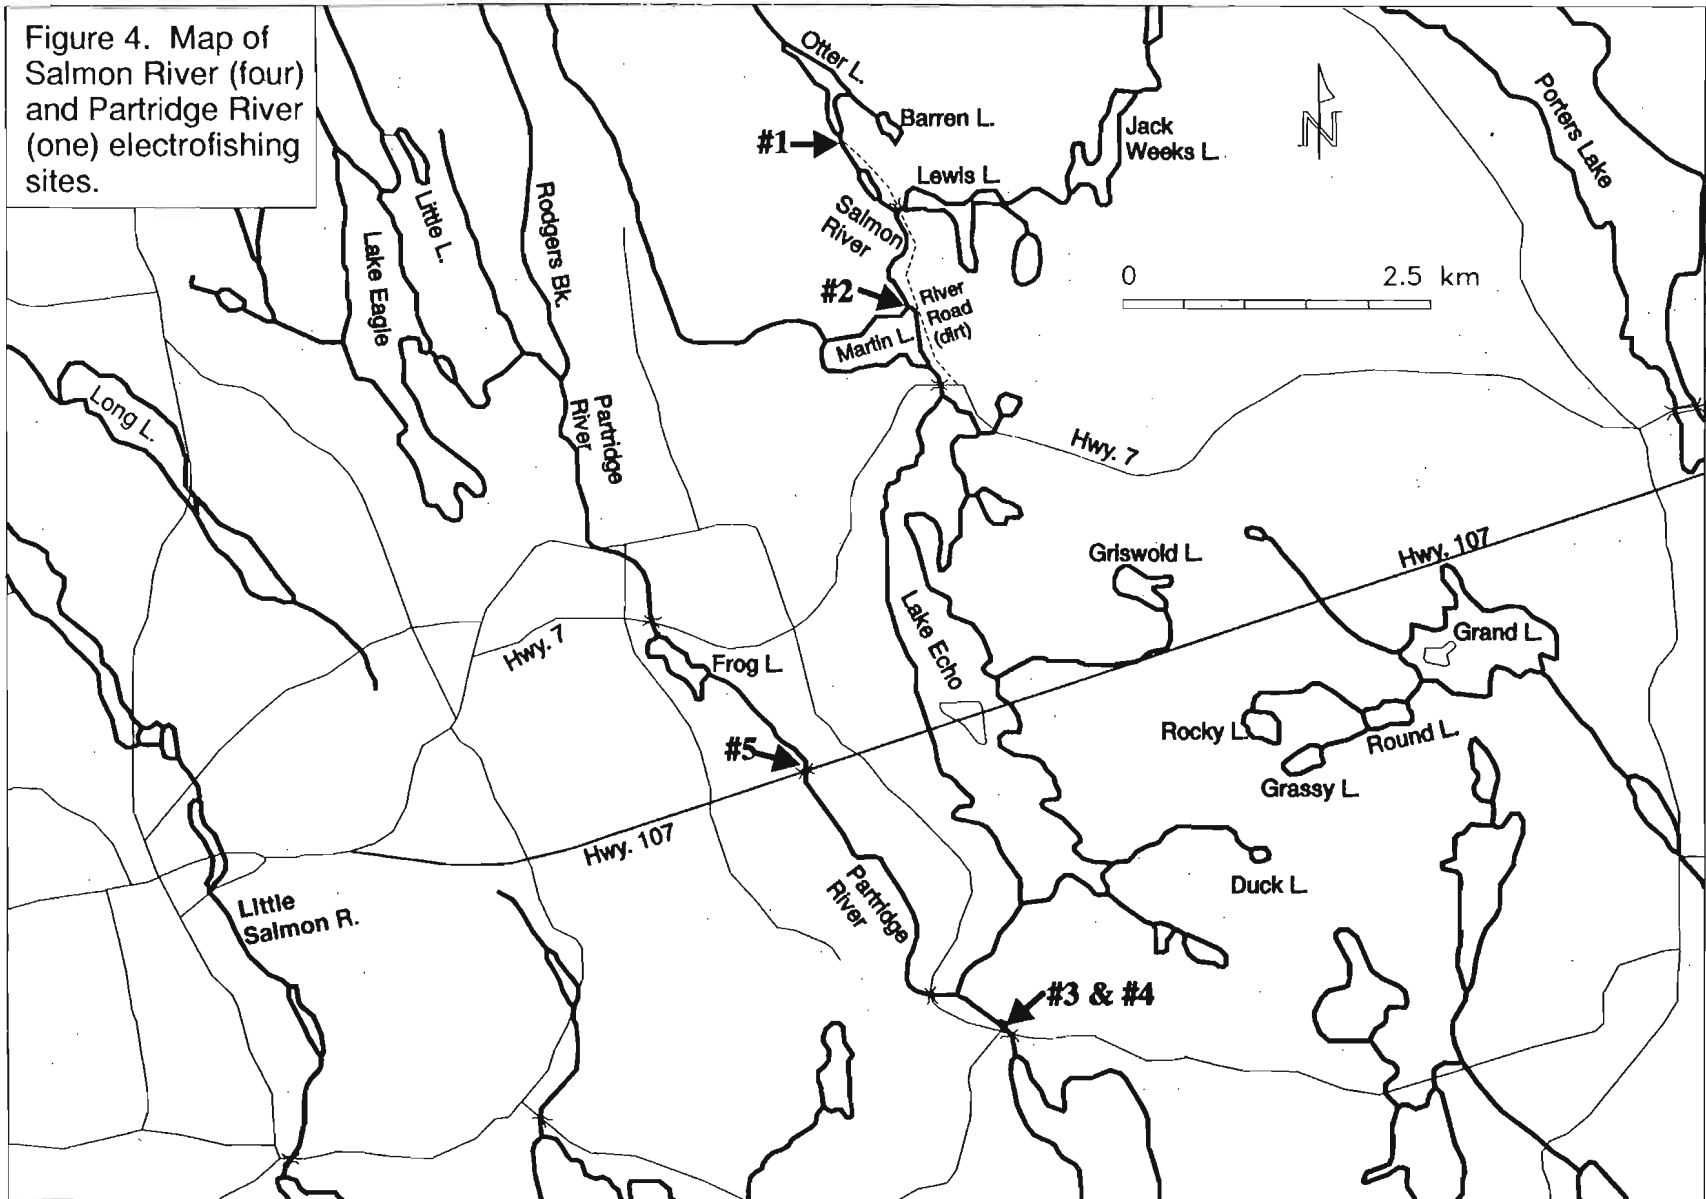 Figure 4. Map of
Salmon River (four)
and Partridge River
(one) electrofishing
sites.
Otter L.
Barren L.
#1
Jack
Weeks L.
Lewis L.
Porters Lake
N
Salmon
River
Little L.
Rodgers Bk.
Lake Eagle
#2
River
Road
(dirt)
0 2.5 km
Martin L.
Long L.
Partridge
River
Hwy. 7
Hwy. 107
Griswold L.
Lake Echo
Grand L.
Hwy. 7
Frog L.
Rocky L.
Round L.
#5
Grassy L.
Hwy. 107
Duck L.
Partridge
River
Little
Salmon R.
#3 & #4